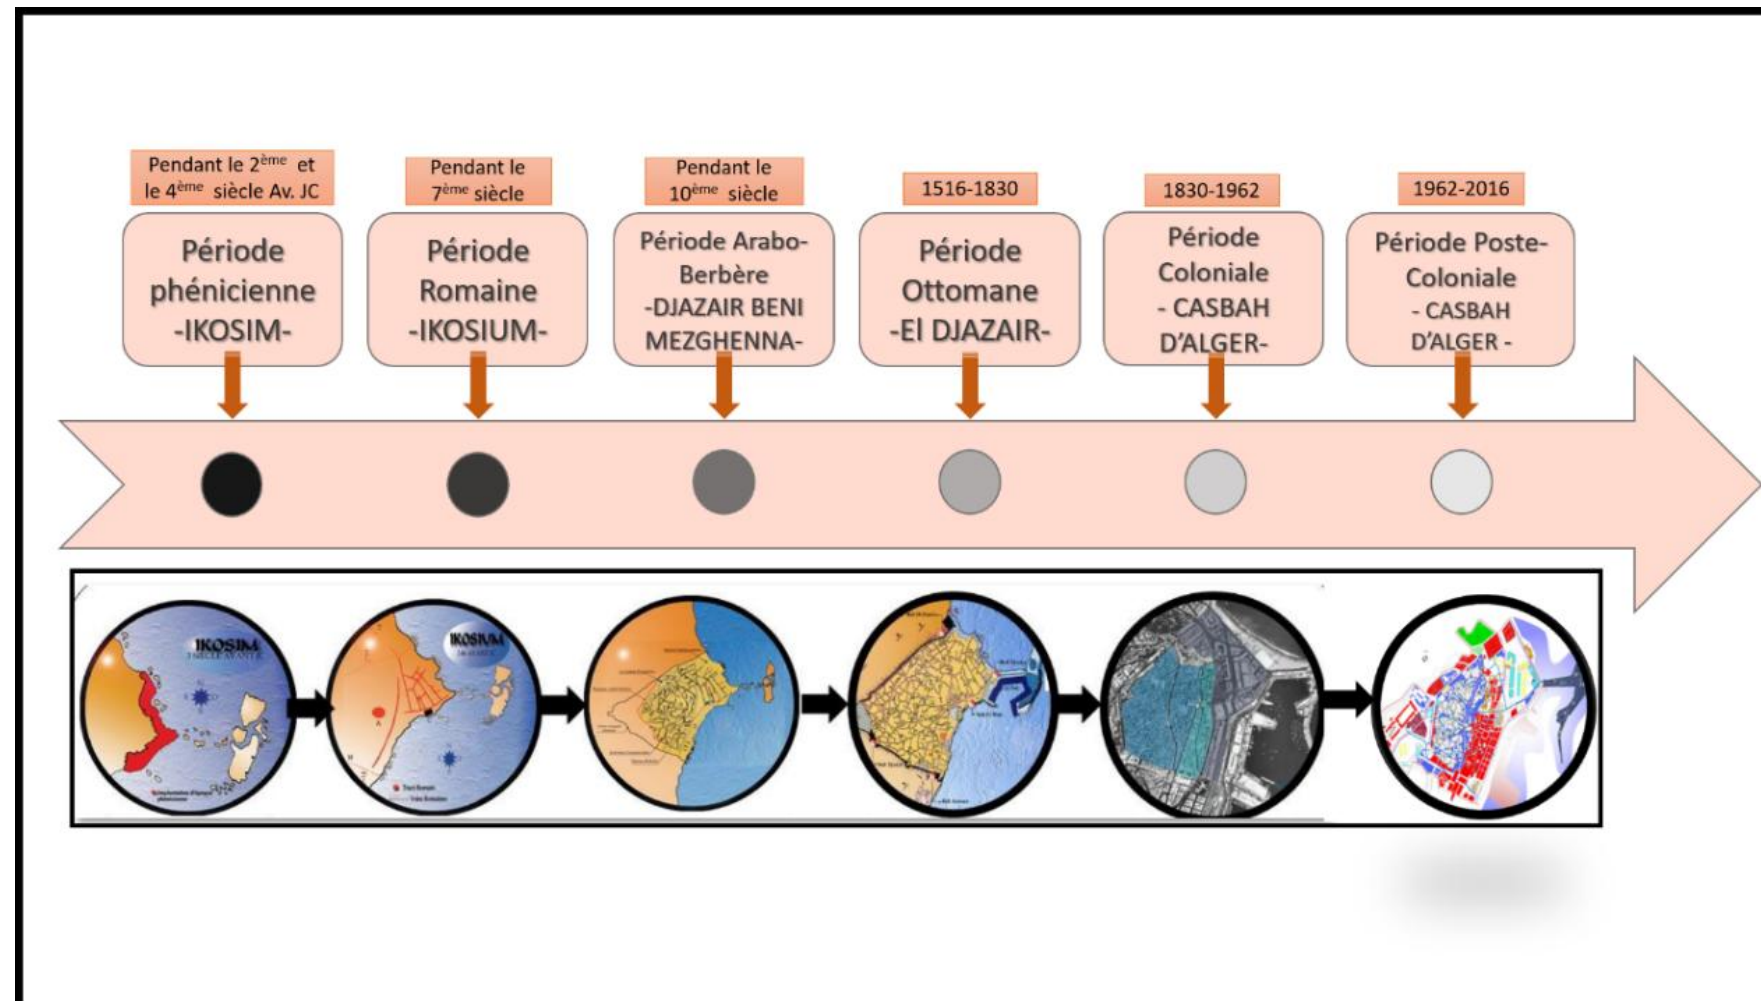 Pendant le 2ème et
le 4ème siècle Av. JC
Période
phénicienne
-IKOSIM-
Pendant le
7ème siècle
Période
Romaine
-IKOSIUM-
Pendant le
10ème siècle
Période Arabo-
Berbère
-DJAZAIR BENI
MEZGHENNA-
1516-1830
Période
Ottomane
-El DJAZAIR-
1830-1962
Période
Coloniale
- CASBAH
D’ALGER-
1962-2016
Période Poste-
Coloniale
- CASBAH
D’ALGER -
IKOSIM
IKOSIUM